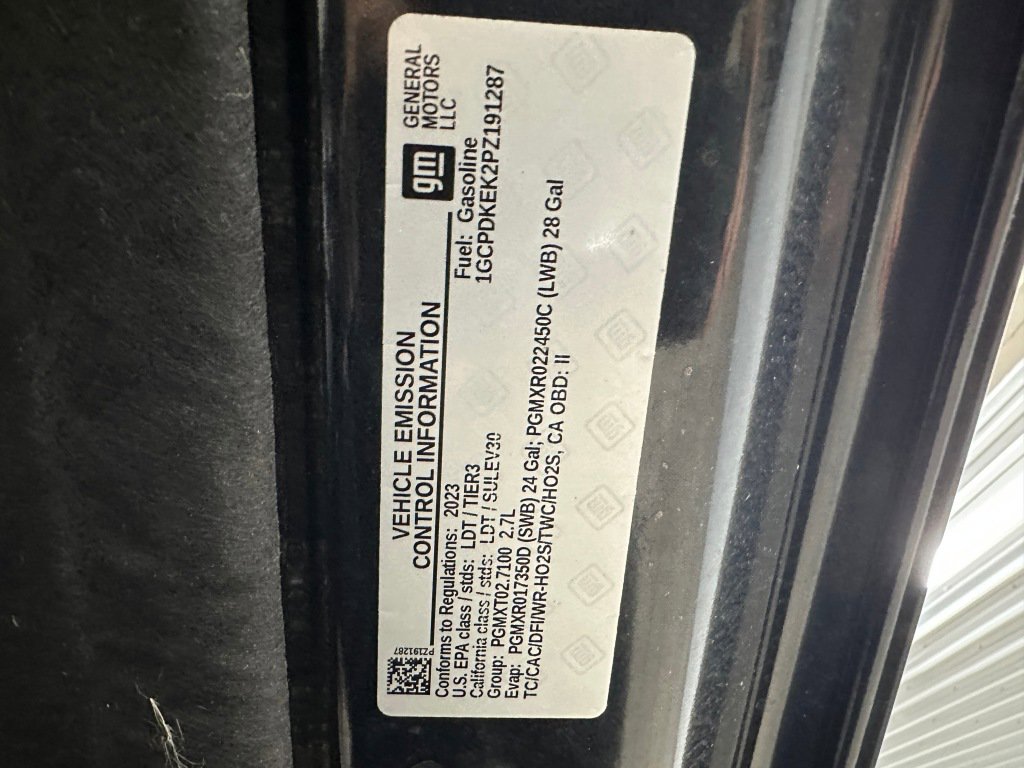 gm
GENERAL
MOTORS
LLC
VEHICLE EMISSION
CONTROL INFORMATION
PZ191287
Fuel: Gasoline
1GCPDKEK2PZ191287
Conforms to Regulations: 2023
U.S. EPA class / stds: LDT / TIER3
California class / stds: LDT / SULEV30
Group: PGMXT02.7100 2.7L
Evap: PGMXR017350D (SWB) 24 Gal; PGMXR022450C (LWB) 28 Gal
TC/CAC/DFI/WR-HO2S/TWC/HO2S, CA OBD: II